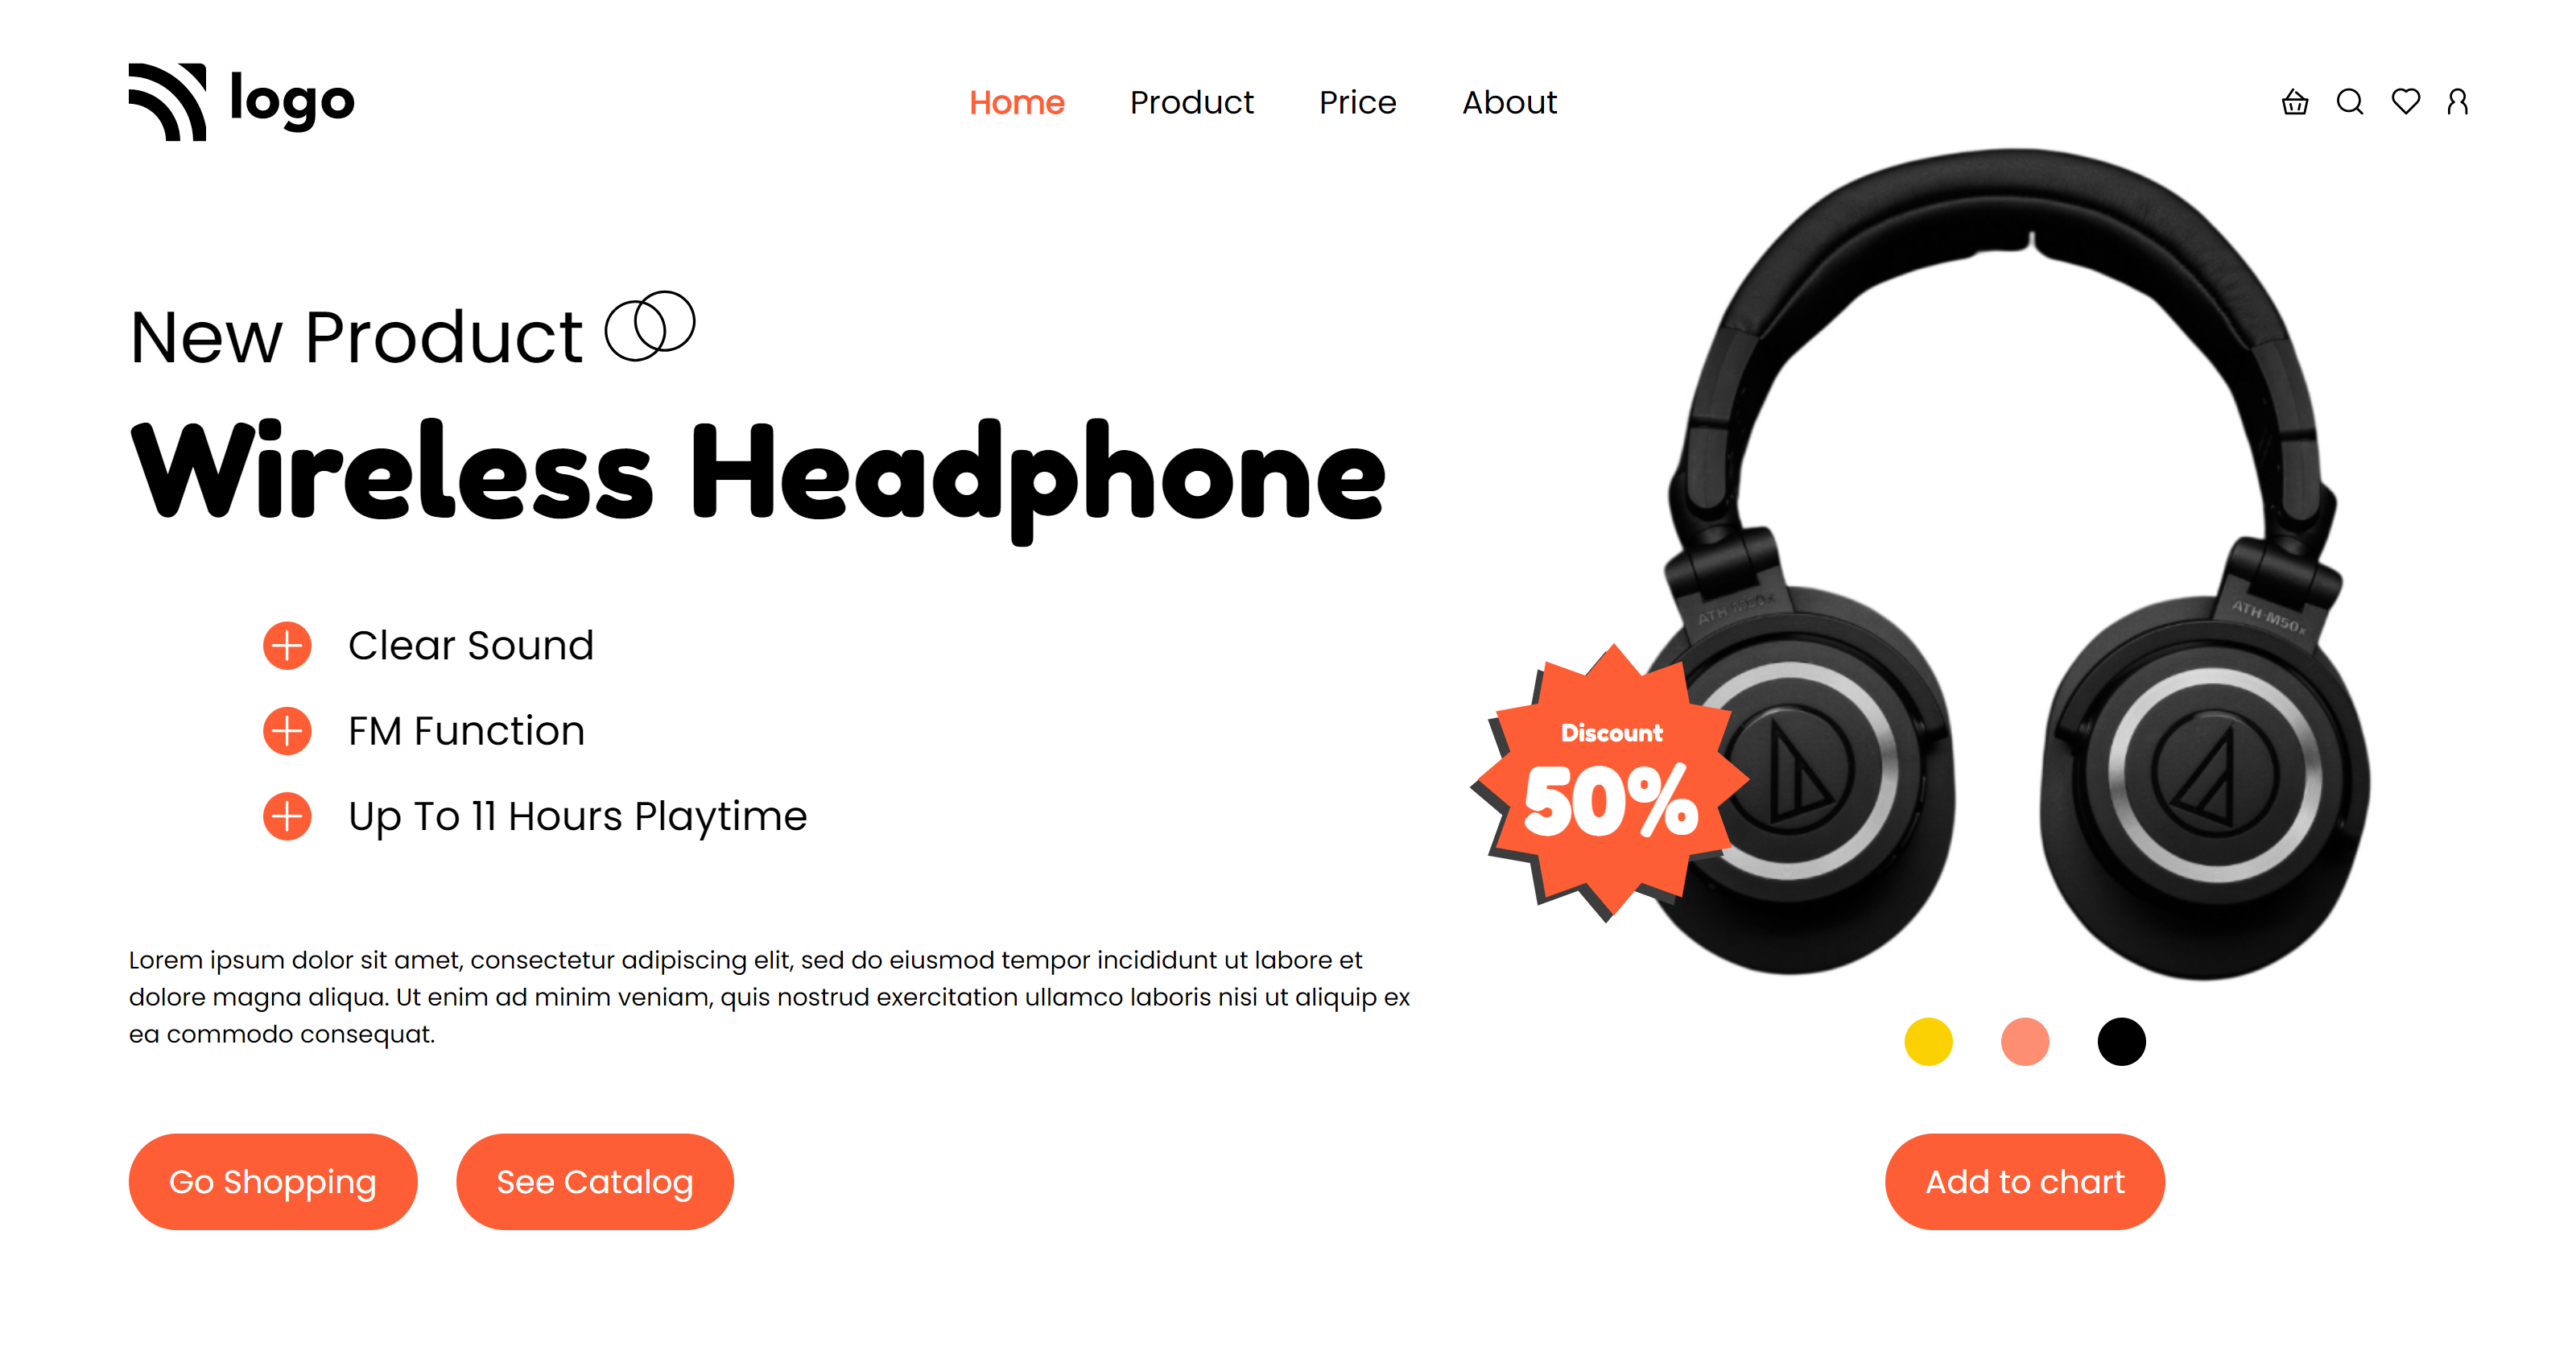 logo
Home Product Price About
New Product
Wireless Headphone
Clear Sound
FM Function
Up To 11 Hours Playtime
ATH-M50x
ATH-M50x
Discount
50%
Lorem ipsum dolor sit amet, consectetur adipiscing elit, sed do eiusmod tempor incididunt ut labore et
dolore magna aliqua. Ut enim ad minim veniam, quis nostrud exercitation ullamco laboris nisi ut aliquip ex
ea commodo consequat.
Go Shopping
See Catalog
Add to chart